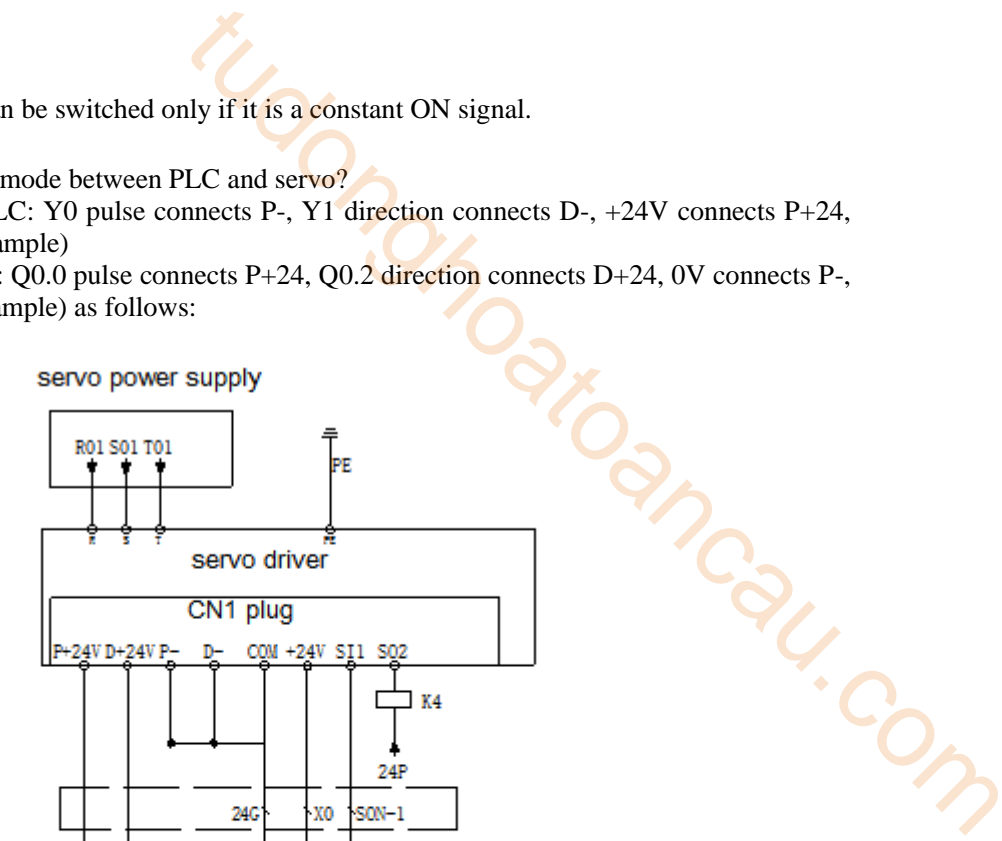 n be switched only if it is a constant ON signal.
mode between PLC and servo?
LC: Y0 pulse connects P-, Y1 direction connects D-, +24V connects P+24,
ample)
: Q0.0 pulse connects P+24, Q0.2 direction connects D+24, 0V connects P-,
ample) as follows:
servo power supply
R01 S01 T01
PE
R S T PE
servo driver
CN1 plug
P+24V D+24V P- D- COM +24V SI1 SO2
K4
24P
24G X0 SON-1
tudonghoatoancau.com